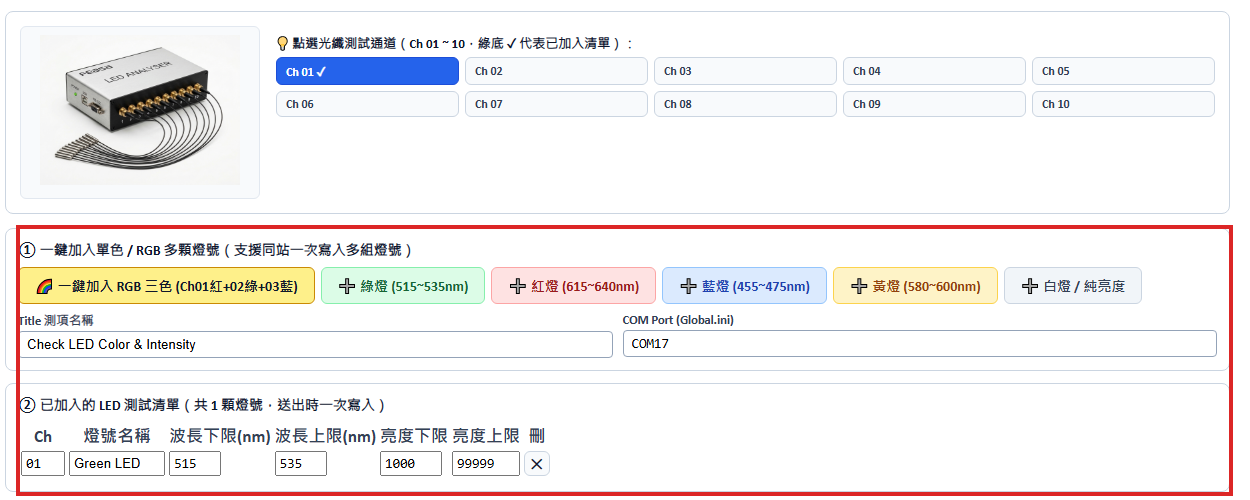 FEASA
LED ANALYSER
💡 點選光纖測試通道（Ch 01 ~ 10．綠底 ✓ 代表已加入清單）：
Ch 01 ✓ Ch 02 Ch 03 Ch 04 Ch 05
Ch 06 Ch 07 Ch 08 Ch 09 Ch 10
① 一鍵加入單色 / RGB 多顆燈號（支援同站一次寫入多組燈號）
🌈 一鍵加入 RGB 三色 (Ch01紅+02綠+03藍) ➕ 綠燈 (515~535nm) ➕ 紅燈 (615~640nm) ➕ 藍燈 (455~475nm) ➕ 黃燈 (580~600nm) ➕ 白燈 / 純亮度
Title 測項名稱 COM Port (Global.ini)
Check LED Color & Intensity COM17
② 已加入的 LED 測試清單（共 1 顆燈號．送出時一次寫入）
Ch 燈號名稱 波長下限(nm) 波長上限(nm) 亮度下限 亮度上限 刪
01 Green LED 515 535 1000 99999 ✕